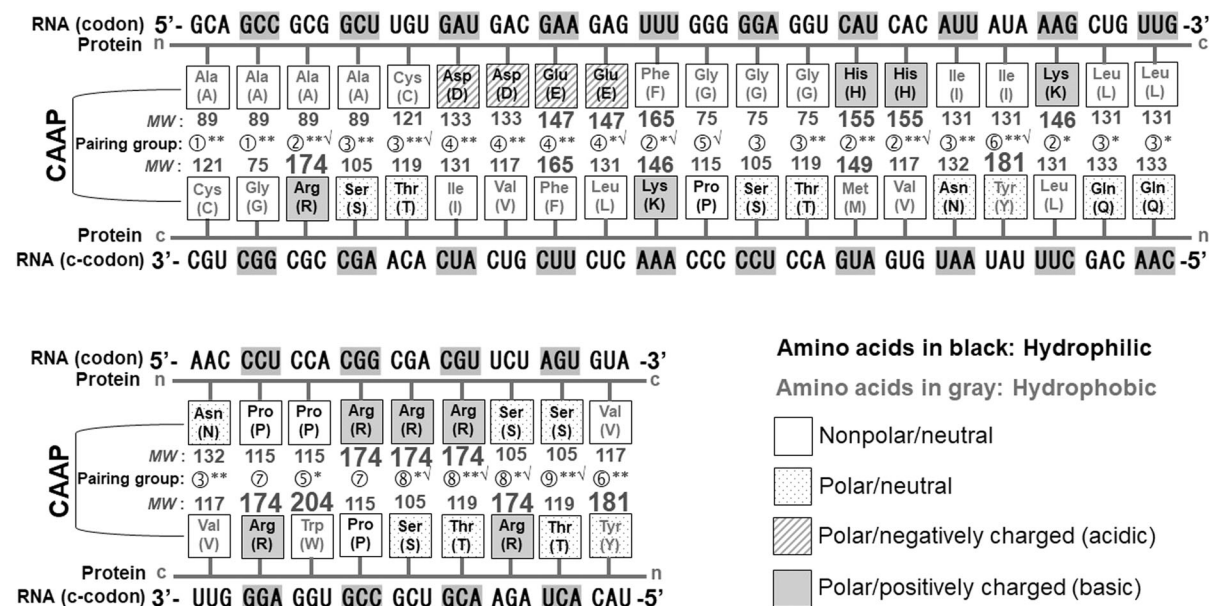 RNA (codon) 5’- GCA GCC GCG GCU UGU GAU GAC GAA GAG UUU GGG GGA GGU CAU CAC AUU AUA AAG CUG UUG -3’
Protein n c
Ala Ala Ala Ala Cys Asp Asp Glu Glu Phe Gly Gly Gly His His Ile Ile Lys Leu Leu
(A) (A) (A) (A) (C) (D) (D) (E) (E) (F) (G) (G) (G) (H) (H) (I) (I) (K) (L) (L)
MW : 89 89 89 89 121 133 133 147 147 165 75 75 75 155 155 131 131 146 131 131
CAAP
Pairing group: ①** ①** ②**√ ③** ③**√ ④** ④** ④** ④*√ ②*√ ⑤√ ③ ③** ②** ②**√ ③** ⑥**√ ②* ③* ③*
MW : 121 75 174 105 119 131 117 165 131 146 115 105 119 149 117 132 181 131 133 133
Cys Gly Arg Ser Thr Ile Val Phe Leu Lys Pro Ser Thr Met Val Asn Tyr Leu Gln Gln
(C) (G) (R) (S) (T) (I) (V) (F) (L) (K) (P) (S) (T) (M) (V) (N) (Y) (L) (Q) (Q)
Protein c n
RNA (c-codon) 3’- CGU CGG CGC CGA ACA CUA CUG CUU CUC AAA CCC CCU CCA GUA GUG UAA UAU UUC GAC AAC -5’
RNA (codon) 5’- AAC CCU CCA CGG CGA CGU UCU AGU GUA -3’
Protein n c
Asn Pro Pro Arg Arg Arg Ser Ser Val
(N) (P) (P) (R) (R) (R) (S) (S) (V)
MW : 132 115 115 174 174 174 105 105 117
CAAP
Pairing group: ③** ⑦ ⑤* ⑦ ⑧*√ ⑧**√ ⑧*√ ⑨**√ ⑥**
MW : 117 174 204 115 105 119 174 119 181
Val Arg Trp Pro Ser Thr Arg Thr Tyr
(V) (R) (W) (P) (S) (T) (R) (T) (Y)
Protein c n
RNA (c-codon) 3’- UUG GGA GGU GCC GCU GCA AGA UCA CAU -5’
Amino acids in black: Hydrophilic
Amino acids in gray: Hydrophobic
Nonpolar/neutral
Polar/neutral
Polar/negatively charged (acidic)
Polar/positively charged (basic)